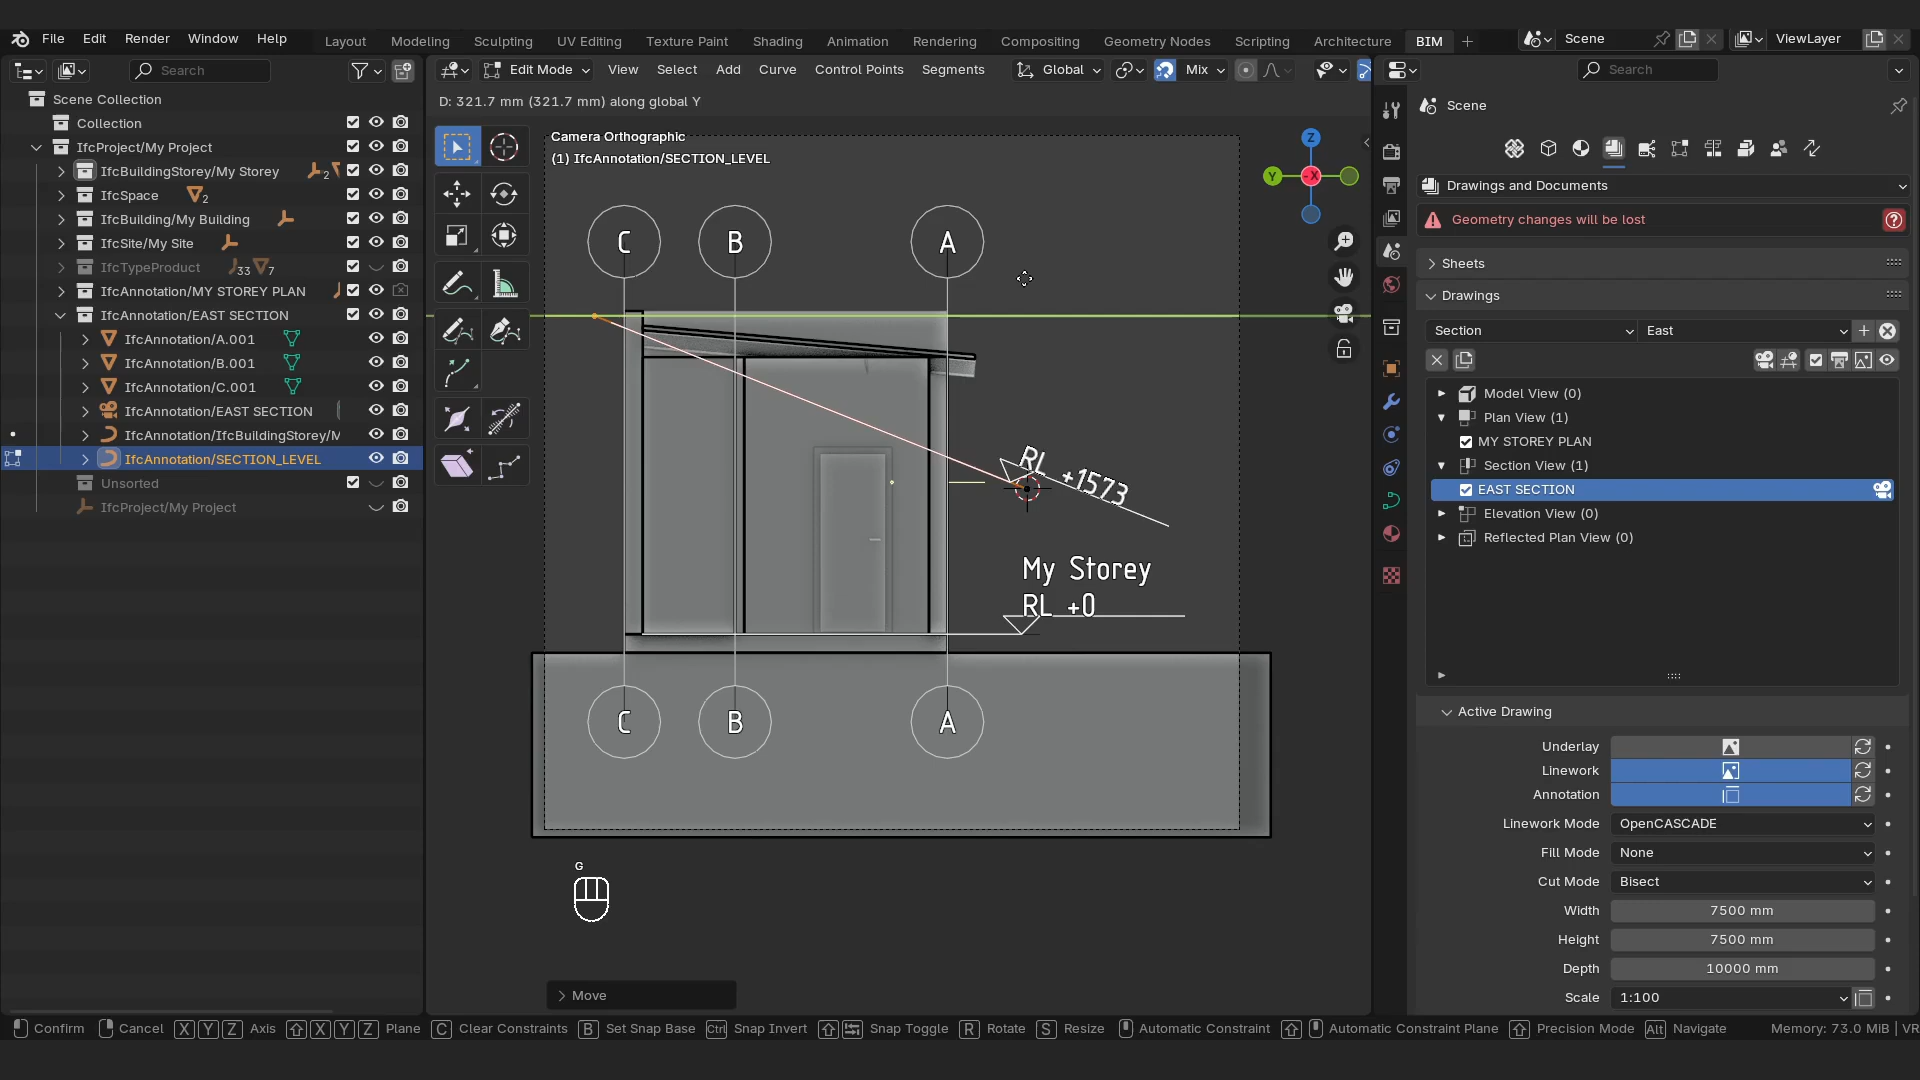 File Edit Render Window Help Layout Modeling Sculpting UV Editing Texture Paint Shading Animation Rendering Compositing Geometry Nodes Scripting Architecture BIM Scene ViewLayer
Search Edit Mode View Select Add Curve Control Points Segments Global Mix Search
D: 321.7 mm (321.7 mm) along global Y
Scene Collection
Collection
IfcProject/My Project
IfcBuildingStorey/My Storey 2
IfcSpace 2
IfcBuilding/My Building
IfcSite/My Site
IfcTypeProduct 33 7
IfcAnnotation/MY STOREY PLAN
IfcAnnotation/EAST SECTION
IfcAnnotation/A.001
IfcAnnotation/B.001
IfcAnnotation/C.001
IfcAnnotation/EAST SECTION
IfcAnnotation/IfcBuildingStorey/M
IfcAnnotation/SECTION_LEVEL
Unsorted
IfcProject/My Project
Camera Orthographic
(1) IfcAnnotation/SECTION_LEVEL
Z
Y -X
C B A
RL +1573
My Storey
RL +0
C B A
G
Move
Scene
Drawings and Documents
Geometry changes will be lost
Sheets
Drawings
Section East
Model View (0)
Plan View (1)
MY STOREY PLAN
Section View (1)
EAST SECTION
Elevation View (0)
Reflected Plan View (0)
Active Drawing
Underlay
Linework
Annotation
Linework Mode OpenCASCADE
Fill Mode None
Cut Mode Bisect
Width 7500 mm
Height 7500 mm
Depth 10000 mm
Scale 1:100
Confirm Cancel X Y Z Axis X Y Z Plane C Clear Constraints B Set Snap Base Ctrl Snap Invert Snap Toggle R Rotate S Resize Automatic Constraint Automatic Constraint Plane Precision Mode Alt Navigate Memory: 73.0 MiB | VR